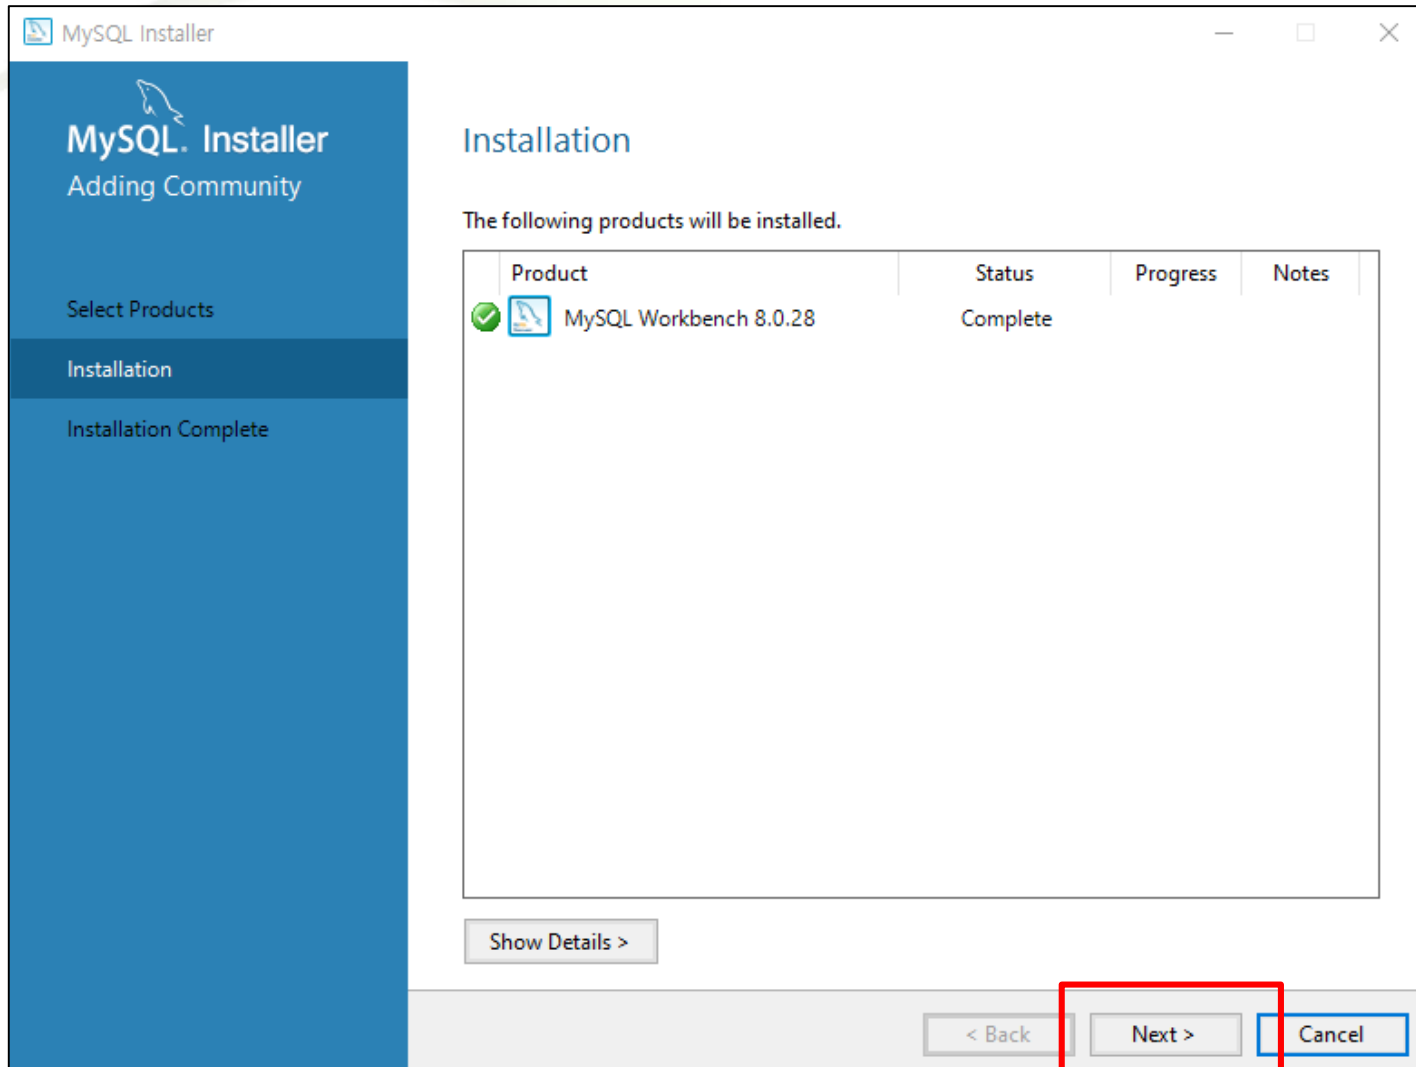 MySQL Installer
MySQL. Installer
Adding Community
Select Products
Installation
Installation Complete
Installation
The following products will be installed.
Product Status Progress Notes
MySQL Workbench 8.0.28 Complete
Show Details >
< Back Next > Cancel